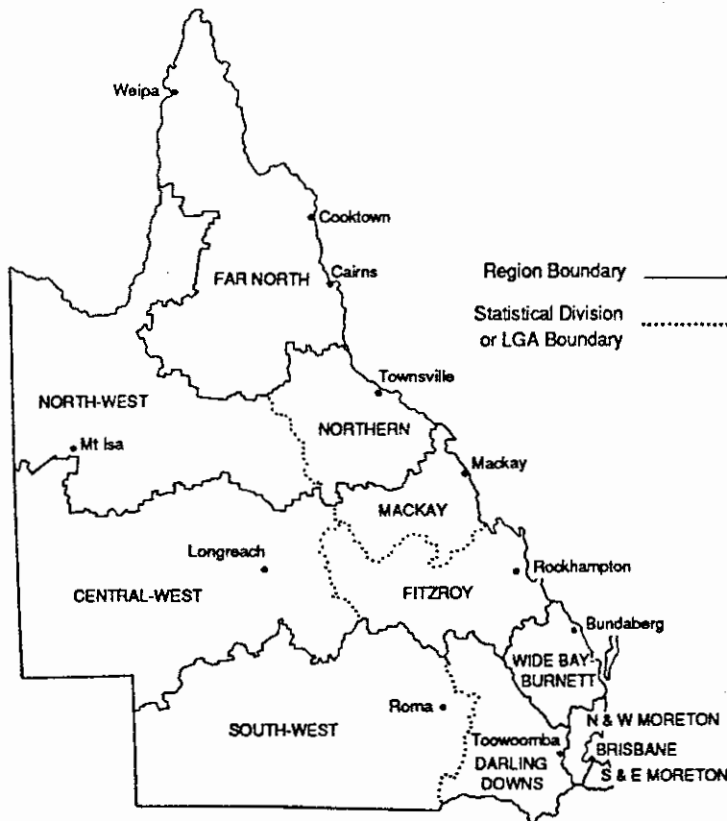 Weipa
Cooktown
FAR NORTH
Cairns
Region Boundary
Statistical Division
or LGA Boundary
Townsville
NORTH-WEST
NORTHERN
Mt Isa
Mackay
MACKAY
Longreach
Rockhampton
CENTRAL-WEST
FITZROY
Bundaberg
WIDE BAY-
BURNETT
Roma
N & W MORETON
SOUTH-WEST
Toowoomba
BRISBANE
DARLING
DOWNS
S & E MORETON